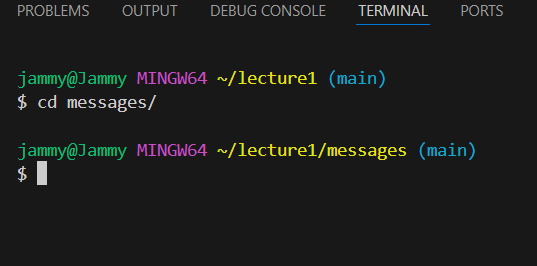 PROBLEMS OUTPUT DEBUG CONSOLE TERMINAL PORTS
jammy@Jammy MINGW64 ~/lecture1 (main)
$ cd messages/
jammy@Jammy MINGW64 ~/lecture1/messages (main)
$